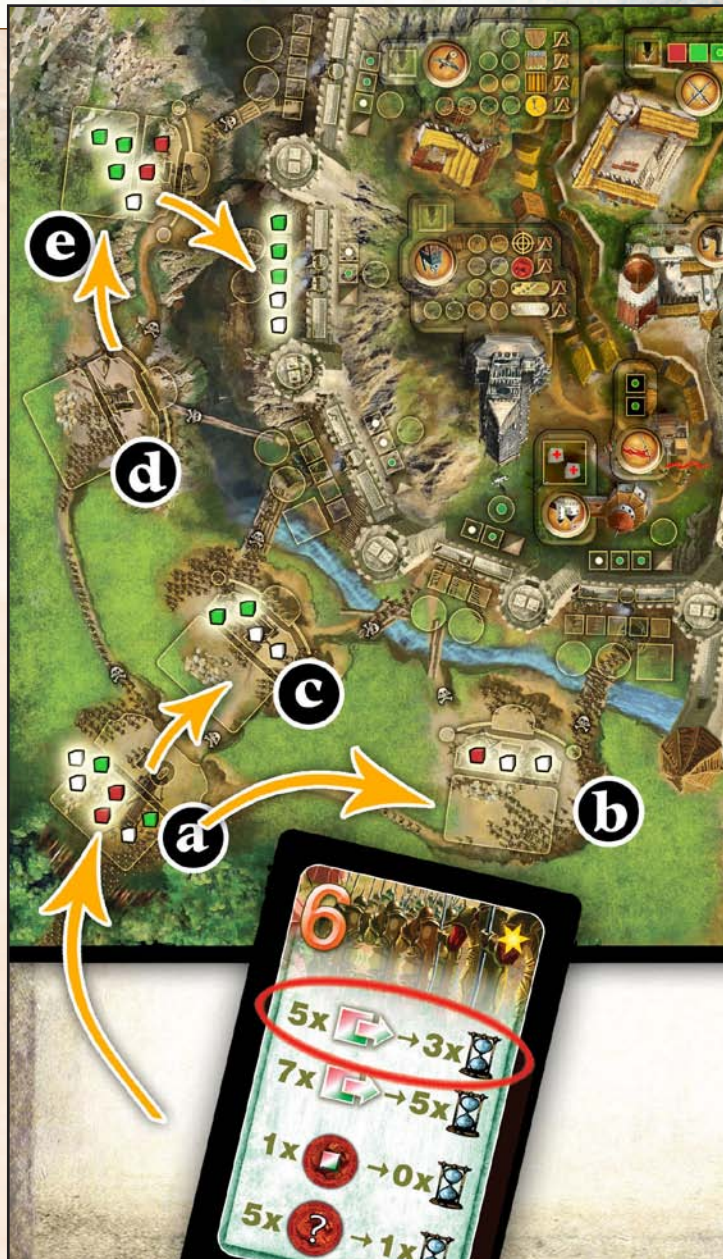 e
d
c
a
b
6
5x → 3x
7x → 5x
1x → 0x
5x ? → 1x